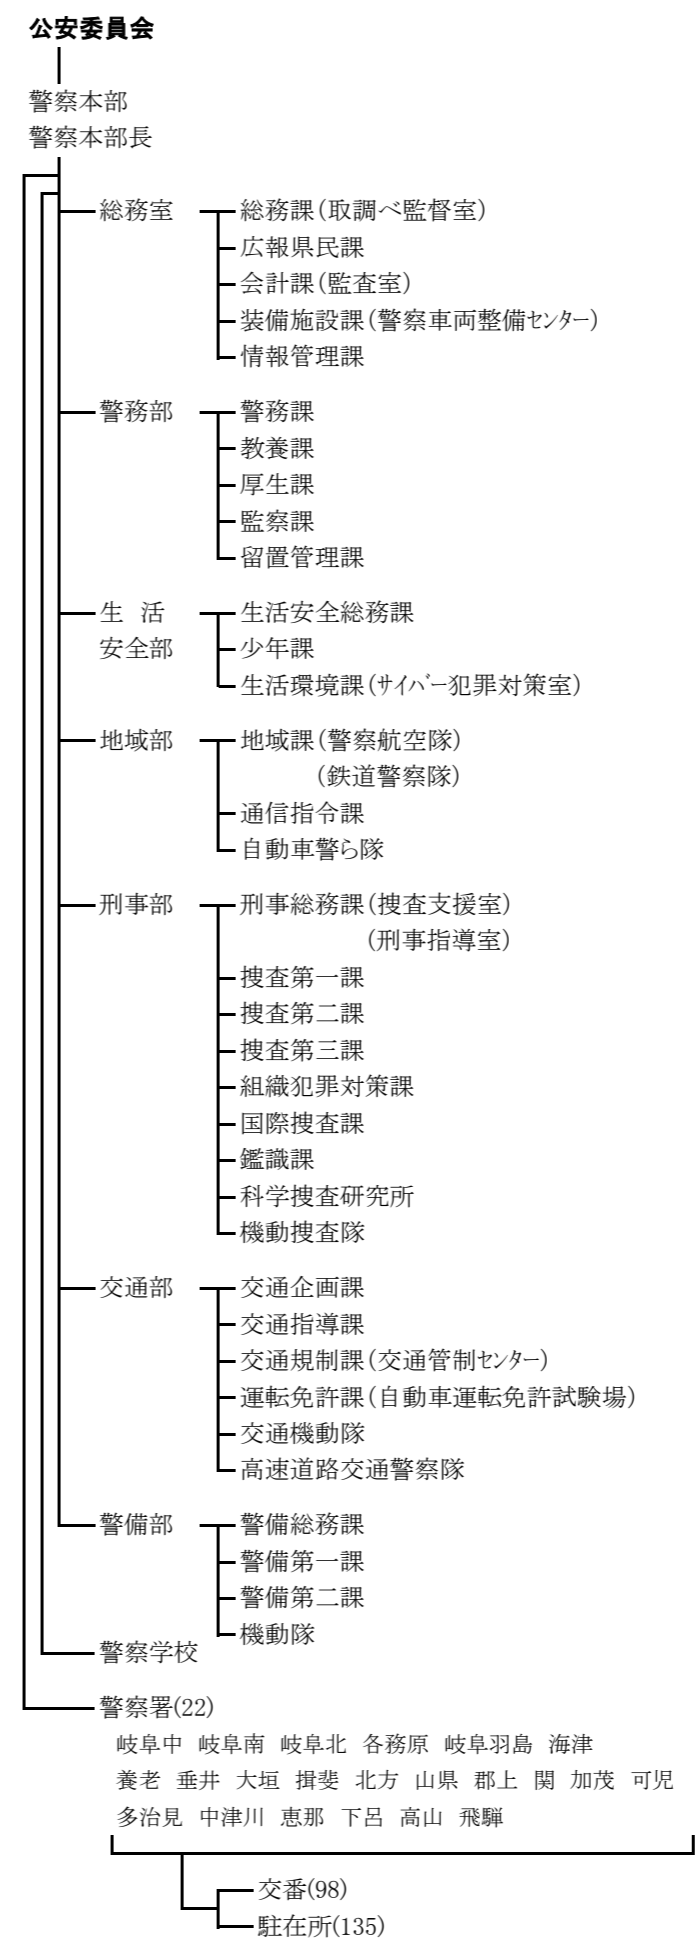 公安委員会
警察本部
警察本部長
総務室 総務課(取調べ監督室)
広報県民課
会計課(監査室)
装備施設課(警察車両整備ｾﾝﾀｰ)
情報管理課
警務部 警務課
教養課
厚生課
監察課
留置管理課
生 活 生活安全総務課
安全部 少年課
生活環境課(ｻｲﾊﾞｰ犯罪対策室)
地域部 地域課(警察航空隊)
(鉄道警察隊)
通信指令課
自動車警ら隊
刑事部 刑事総務課(捜査支援室)
(刑事指導室)
捜査第一課
捜査第二課
捜査第三課
組織犯罪対策課
国際捜査課
鑑識課
科学捜査研究所
機動捜査隊
交通部 交通企画課
交通指導課
交通規制課(交通管制ｾﾝﾀｰ)
運転免許課(自動車運転免許試験場)
交通機動隊
高速道路交通警察隊
警備部 警備総務課
警備第一課
警備第二課
機動隊
警察学校
警察署(22)
岐阜中 岐阜南 岐阜北 各務原 岐阜羽島 海津
養老 垂井 大垣 揖斐 北方 山県 郡上 関 加茂 可児
多治見 中津川 恵那 下呂 高山 飛騨
交番(98)
駐在所(135)